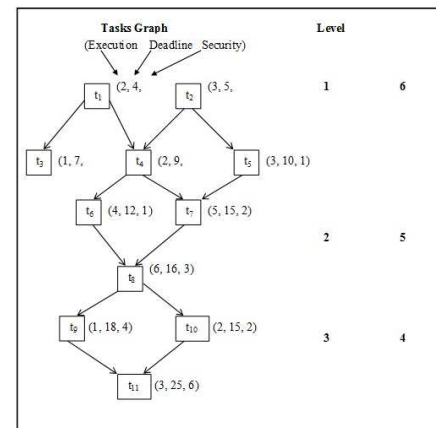 Tasks Graph Level
(Execution Deadline Security)
t1 (2, 4, t2 (3, 5, 1 6
t3 (1, 7, t4 (2, 9, t5 (3, 10, 1)
t6 (4, 12, 1) t7 (5, 15, 2)
2 5
t8 (6, 16, 3)
t9 (1, 18, 4) t10 (2, 15, 2) 3 4
t11 (3, 25, 6)